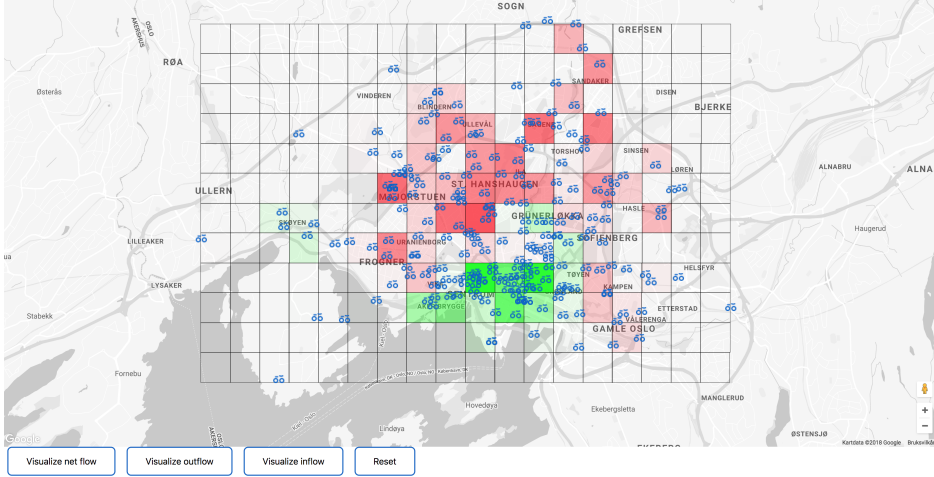 SOGN
GREFSEN
OSLO
AKERSHUS
RØA
SANDAKER
Østerås
VINDEREN
DISEN
BLINDERN
BJERKE
ULLEVÅL
TORSHOV
SINSEN
ALNABRU
ALNA
LØREN
ULLERN
ST. HANSHAUGEN
MAJORSTUEN
HASLE
GRÜNERLØKKA
SKØYEN
Haugerud
LILLEAKER
URANIENBORG
SOFIENBERG
FROGNER
HELSFYR
TØYEN
LYSAKER
KAMPEN
ETTERSTAD
Stabekk
VÅLERENGA
GAMLE OSLO
Fornebu
MANGLERUD
Hovedøya
Ekebergsletta
Lindøya
ØSTENSJØ
EKEBERG
Google
Kartdata ©2018 Google
Visualize net flow
Visualize outflow
Visualize inflow
Reset